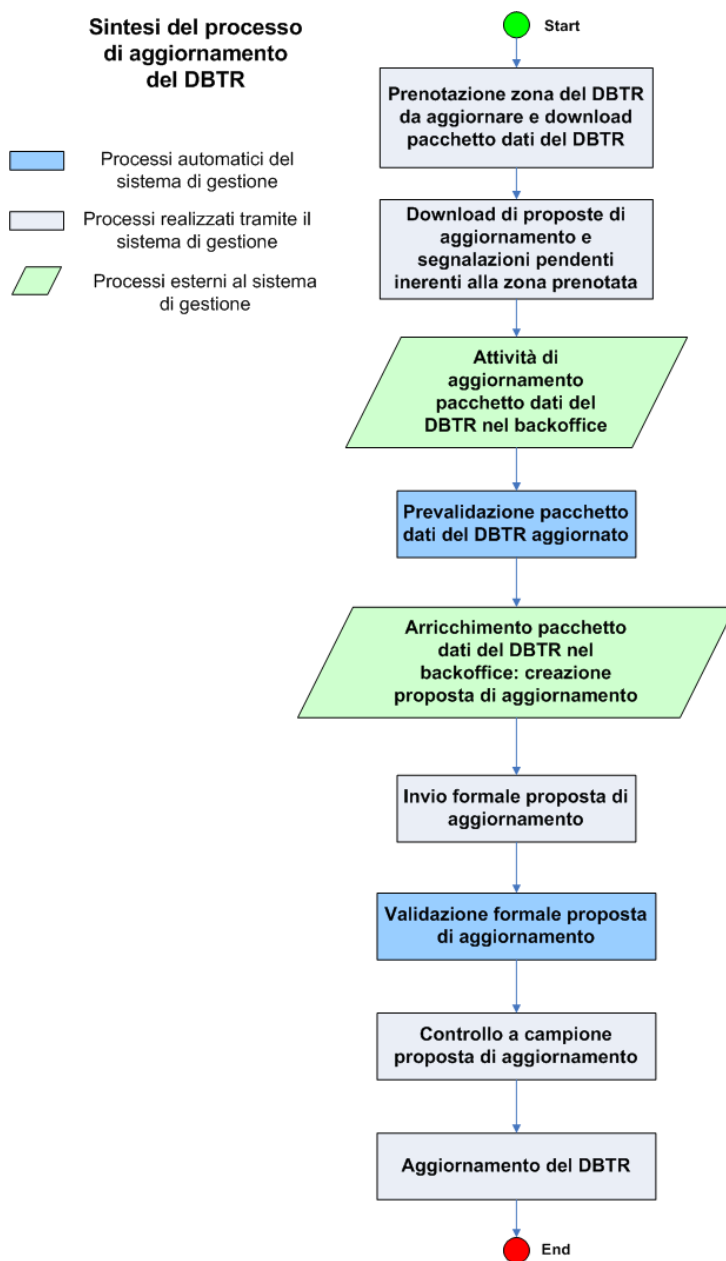 Sintesi del processo
di aggiornamento
del DBTR
Processi automatici del
sistema di gestione
Processi realizzati tramite il
sistema di gestione
Processi esterni al sistema
di gestione
Start
Prenotazione zona del DBTR
da aggiornare e download
pacchetto dati del DBTR
Download di proposte di
aggiornamento e
segnalazioni pendenti
inerenti alla zona prenotata
Attività di
aggiornamento
pacchetto dati del
DBTR nel backoffice
Prevalidazione pacchetto
dati del DBTR aggiornato
Arricchimento pacchetto
dati del DBTR nel
backoffice: creazione
proposta di aggiornamento
Invio formale proposta di
aggiornamento
Validazione formale proposta
di aggiornamento
Controllo a campione
proposta di aggiornamento
Aggiornamento del DBTR
End